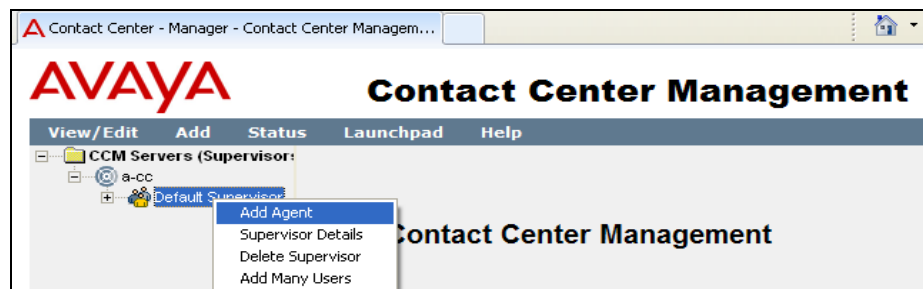 Contact Center - Manager - Contact Center Managem...
AVAYA
Contact Center Management
View/Edit Add Status Launchpad Help
CCM Servers (Supervisors
a-cc
Default Supervisor
Add Agent
Supervisor Details
Delete Supervisor
Add Many Users
Contact Center Management